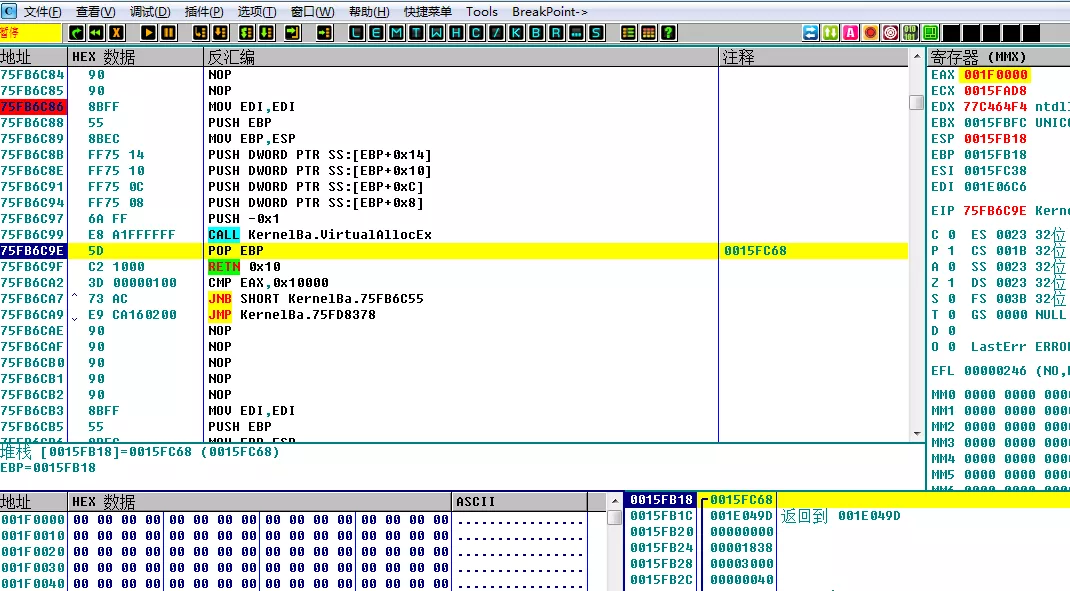 C 文件(F) 查看(V) 调试(D) 插件(P) 选项(T) 窗口(W) 帮助(H) 快捷菜单 Tools BreakPoint->
暂停 L E M T W H C / K B R ... S ? A
地址 HEX 数据 反汇编 注释 寄存器 (MMX)
75FB6C84 90 NOP
75FB6C85 90 NOP
75FB6C86 8BFF MOV EDI,EDI
75FB6C88 55 PUSH EBP
75FB6C89 8BEC MOV EBP,ESP
75FB6C8B FF75 14 PUSH DWORD PTR SS:[EBP+0x14]
75FB6C8E FF75 10 PUSH DWORD PTR SS:[EBP+0x10]
75FB6C91 FF75 0C PUSH DWORD PTR SS:[EBP+0xC]
75FB6C94 FF75 08 PUSH DWORD PTR SS:[EBP+0x8]
75FB6C97 6A FF PUSH -0x1
75FB6C99 E8 A1FFFFFF CALL KernelBa.VirtualAllocEx
75FB6C9E 5D POP EBP 0015FC68
75FB6C9F C2 1000 RETN 0x10
75FB6CA2 3D 00000100 CMP EAX,0x10000
75FB6CA7 73 AC JNB SHORT KernelBa.75FB6C55
75FB6CA9 E9 CA160200 JMP KernelBa.75FD8378
75FB6CAE 90 NOP
75FB6CAF 90 NOP
75FB6CB0 90 NOP
75FB6CB1 90 NOP
75FB6CB2 90 NOP
75FB6CB3 8BFF MOV EDI,EDI
75FB6CB5 55 PUSH EBP
75FB6CB6 8BEC MOV EBP,ESP
EAX 001F0000
ECX 0015FAD8
EDX 77C464F4 ntdl
EBX 0015FBFC UNIC
ESP 0015FB18
EBP 0015FB18
ESI 0015FC38
EDI 001E06C6
EIP 75FB6C9E Kern
C 0 ES 0023 32位
P 1 CS 001B 32位
A 0 SS 0023 32位
Z 1 DS 0023 32位
S 0 FS 003B 32位
T 0 GS 0000 NULL
D 0
O 0 LastErr ERRO
EFL 00000246 (NO,
MM0 0000 0000 000
MM1 0000 0000 000
MM2 0000 0000 000
MM3 0000 0000 000
MM4 0000 0000 000
MM5 0000 0000 000
堆栈 [0015FB18]=0015FC68 (0015FC68)
EBP=0015FB18
地址 HEX 数据 ASCII
001F0000 00 00 00 00 00 00 00 00 00 00 00 00 00 00 00 00 ................
001F0010 00 00 00 00 00 00 00 00 00 00 00 00 00 00 00 00 ................
001F0020 00 00 00 00 00 00 00 00 00 00 00 00 00 00 00 00 ................
001F0030 00 00 00 00 00 00 00 00 00 00 00 00 00 00 00 00 ................
001F0040 00 00 00 00 00 00 00 00 00 00 00 00 00 00 00 00 ................
0015FB18 0015FC68
0015FB1C 001E049D 返回到 001E049D
0015FB20 00000000
0015FB24 00001838
0015FB28 00003000
0015FB2C 00000040